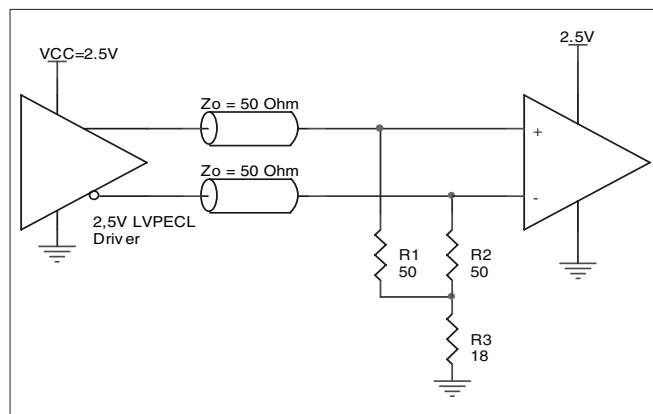 VCC=2.5V
2.5V
Zo = 50 Ohm
Zo = 50 Ohm
+
-
2,5V LVPECL
Driver
R1
50
R2
50
R3
18